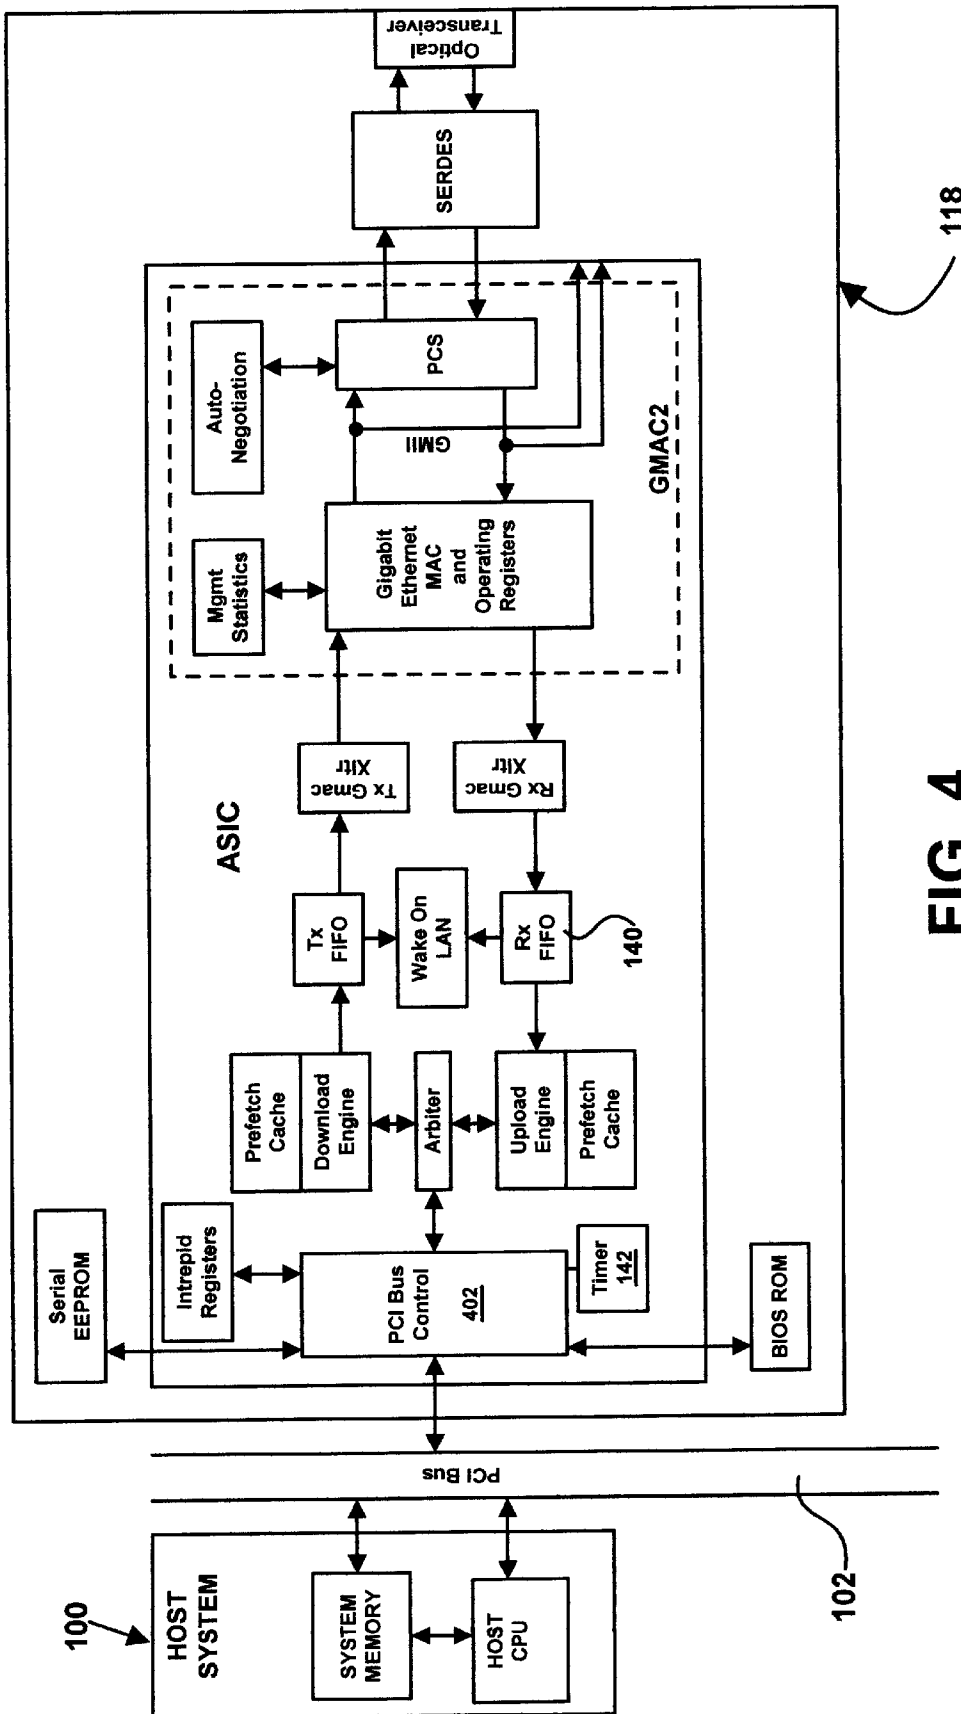 100
HOST
SYSTEM
SYSTEM
MEMORY
HOST
CPU
PCI Bus
102
Serial
EEPROM
Intrepid
Registers
PCI Bus
Control
402
Timer
142
BIOS ROM
Prefetch
Cache
Download
Engine
Arbiter
Upload
Engine
Prefetch
Cache
ASIC
Tx
FIFO
Wake On
LAN
Rx
FIFO
140
Tx Gmac
Xltr
Rx Gmac
Xltr
Mgmt
Statistics
Gigabit
Ethernet
MAC
and
Operating
Registers
Auto-
Negotiation
GMII
PCS
GMAC2
SERDES
Optical
Transceiver
118
FIG. 4